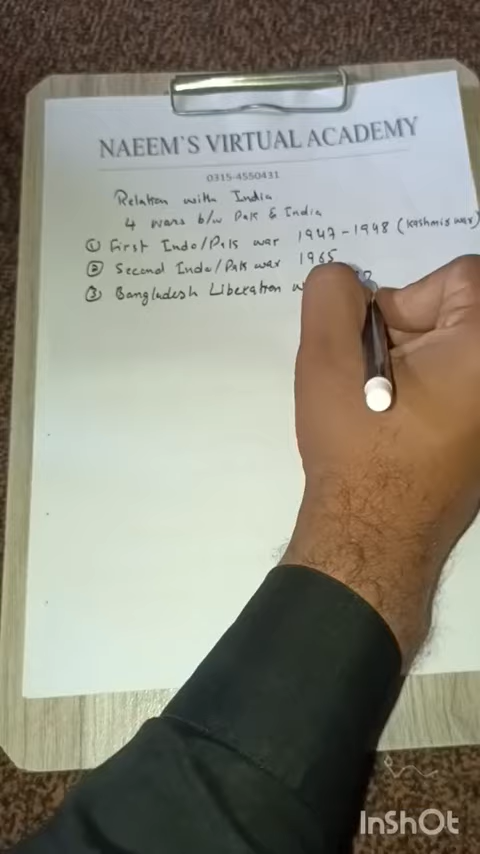 NAEEM`S VIRTUAL ACADEMY
0315-4550431
Relation with India
4 wars b/w Pak & India
① First Indo/Pak war 1947-1948 (Kashmir war)
② Second Indo/Pak war 1965
③ Bangladesh Liberation
InShOt